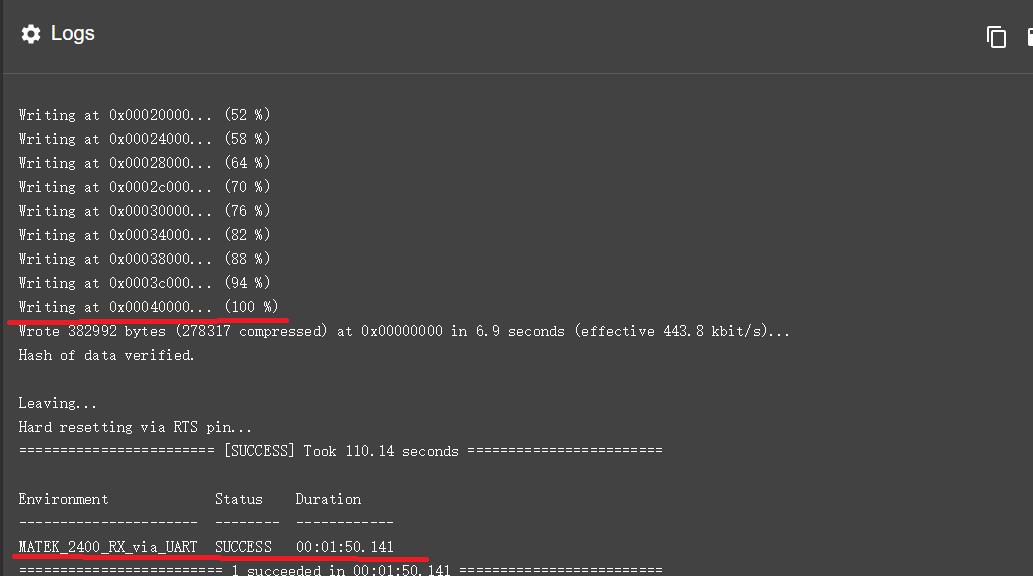 Logs
Writing at 0x00020000... (52 %)
Writing at 0x00024000... (58 %)
Writing at 0x00028000... (64 %)
Writing at 0x0002c000... (70 %)
Writing at 0x00030000... (76 %)
Writing at 0x00034000... (82 %)
Writing at 0x00038000... (88 %)
Writing at 0x0003c000... (94 %)
Writing at 0x00040000... (100 %)
Wrote 382992 bytes (278317 compressed) at 0x00000000 in 6.9 seconds (effective 443.8 kbit/s)...
Hash of data verified.
Leaving...
Hard resetting via RTS pin...
======================== [SUCCESS] Took 110.14 seconds ========================
Environment Status Duration
---------------------- -------- ------------
MATEK_2400_RX_via_UART SUCCESS 00:01:50.141
========================= 1 succeeded in 00:01:50.141 =========================